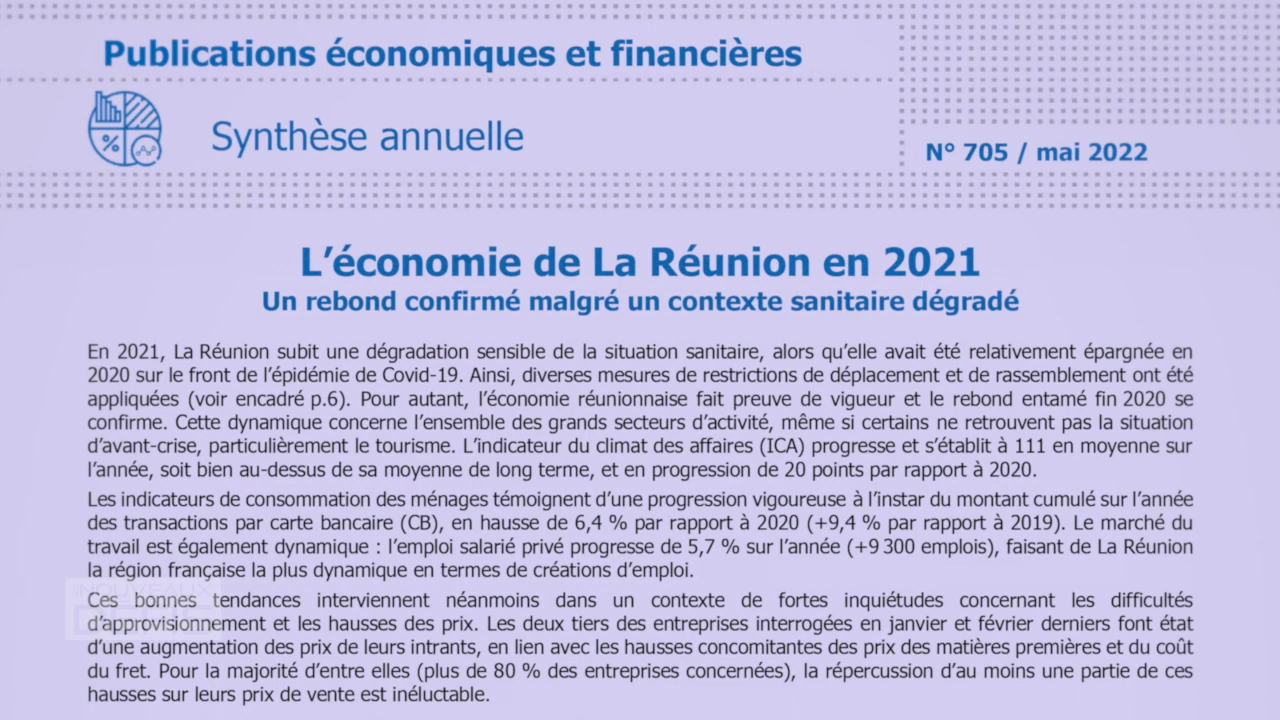 Publications économiques et financières
Synthèse annuelle
N° 705 / mai 2022
L’économie de La Réunion en 2021
Un rebond confirmé malgré un contexte sanitaire dégradé
En 2021, La Réunion subit une dégradation sensible de la situation sanitaire, alors qu’elle avait été relativement épargnée en
2020 sur le front de l’épidémie de Covid-19. Ainsi, diverses mesures de restrictions de déplacement et de rassemblement ont été
appliquées (voir encadré p.6). Pour autant, l’économie réunionnaise fait preuve de vigueur et le rebond entamé fin 2020 se
confirme. Cette dynamique concerne l’ensemble des grands secteurs d’activité, même si certains ne retrouvent pas la situation
d’avant-crise, particulièrement le tourisme. L’indicateur du climat des affaires (ICA) progresse et s’établit à 111 en moyenne sur
l’année, soit bien au-dessus de sa moyenne de long terme, et en progression de 20 points par rapport à 2020.
Les indicateurs de consommation des ménages témoignent d’une progression vigoureuse à l’instar du montant cumulé sur l’année
des transactions par carte bancaire (CB), en hausse de 6,4 % par rapport à 2020 (+9,4 % par rapport à 2019). Le marché du
travail est également dynamique : l’emploi salarié privé progresse de 5,7 % sur l’année (+9 300 emplois), faisant de La Réunion
la région française la plus dynamique en termes de créations d’emploi.
NOUVEAUX
Ces bonnes tendances interviennent néanmoins dans un contexte de fortes inquiétudes concernant les difficultés
d’approvisionnement et les hausses des prix. Les deux tiers des entreprises interrogées en janvier et février derniers font état
d’une augmentation des prix de leurs intrants, en lien avec les hausses concomitantes des prix des matières premières et du coût
du fret. Pour la majorité d’entre elles (plus de 80 % des entreprises concernées), la répercussion d’au moins une partie de ces
hausses sur leurs prix de vente est inéluctable.